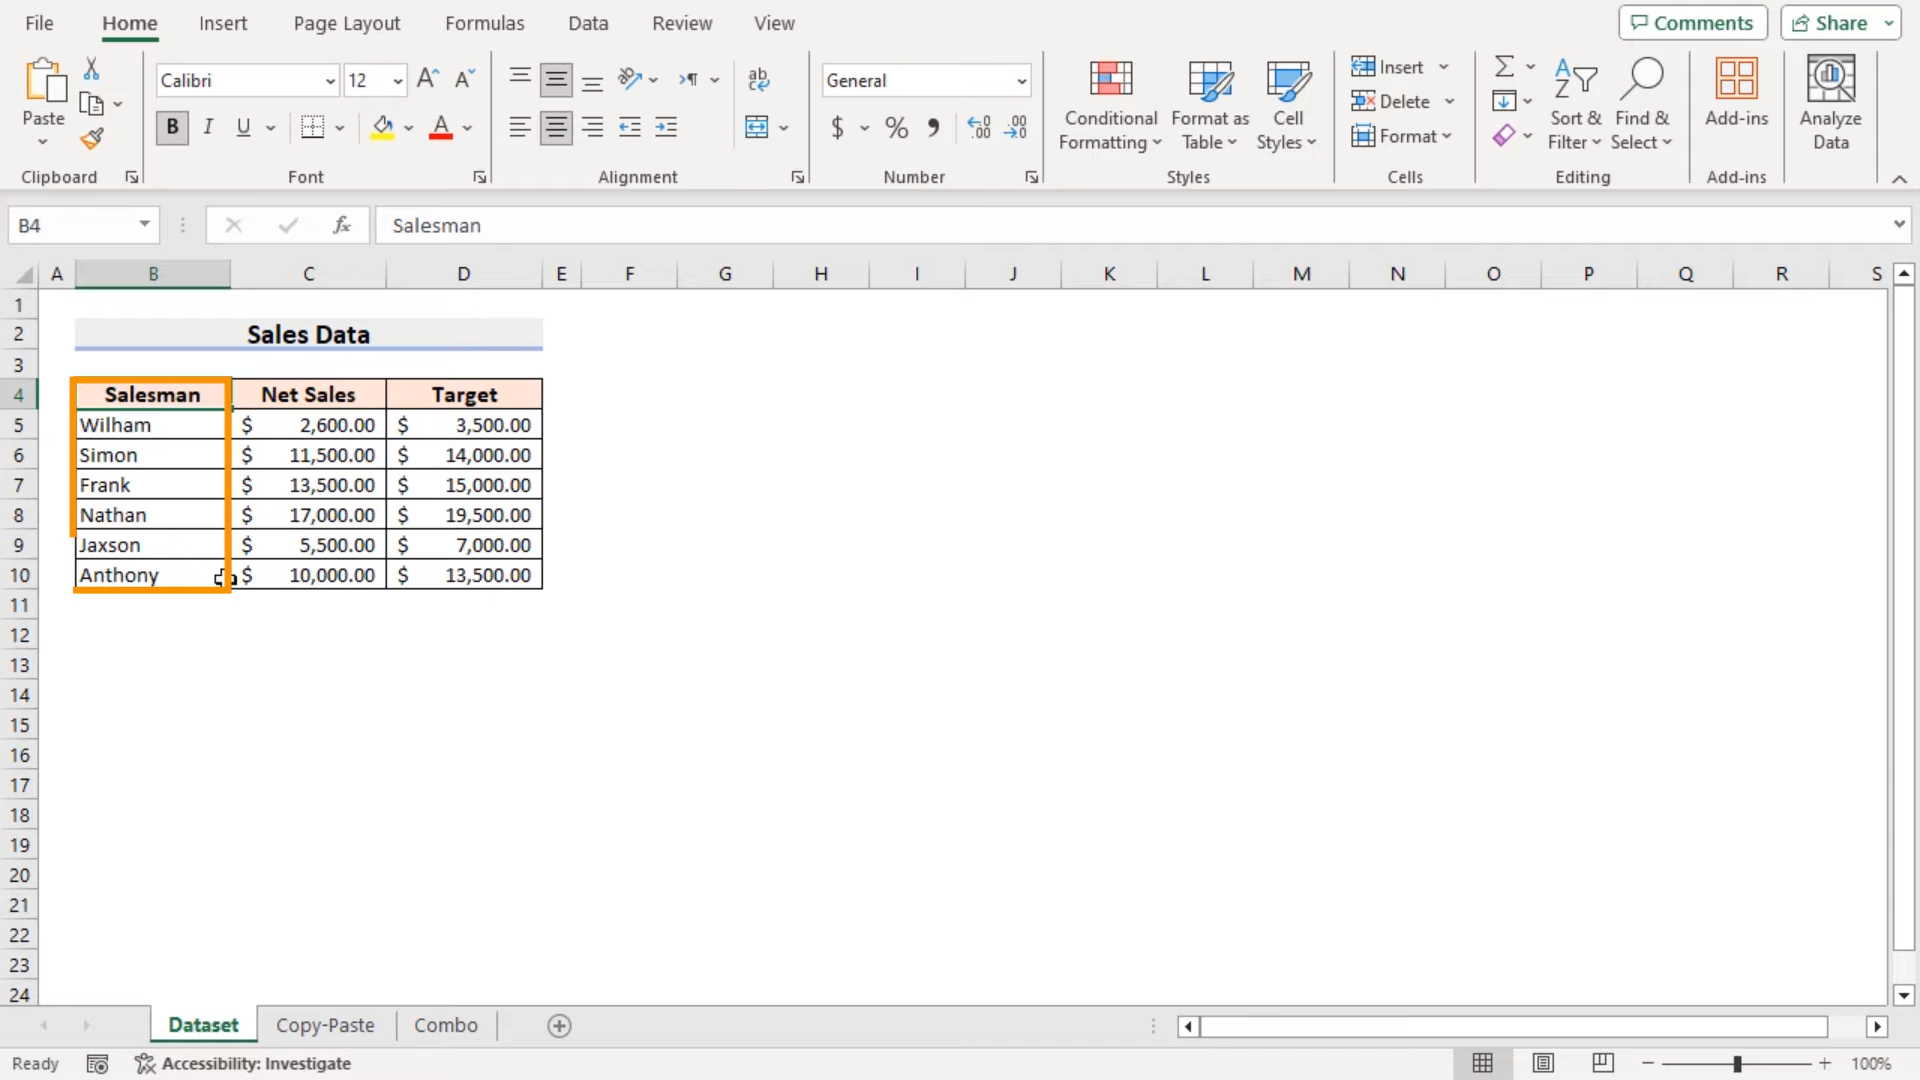 File Home Insert Page Layout Formulas Data Review View Comments Share
Paste
Clipboard
Calibri 12
B I U A
Font
Alignment
General
$ % 9
Number
Conditional Formatting
Format as Table
Cell Styles
Styles
Insert
Delete
Format
Cells
Sort & Filter
Find & Select
Editing
Add-ins
Add-ins
Analyze Data
B4 fx Salesman
A B C D E F G H I J K L M N O P Q R S
1
2 Sales Data
3
4 Salesman Net Sales Target
5 Wilham $ 2,600.00 $ 3,500.00
6 Simon $ 11,500.00 $ 14,000.00
7 Frank $ 13,500.00 $ 15,000.00
8 Nathan $ 17,000.00 $ 19,500.00
9 Jaxson $ 5,500.00 $ 7,000.00
10 Anthony $ 10,000.00 $ 13,500.00
11
12
13
14
15
16
17
18
19
20
21
22
23
24
Dataset Copy-Paste Combo
Ready Accessibility: Investigate 100%